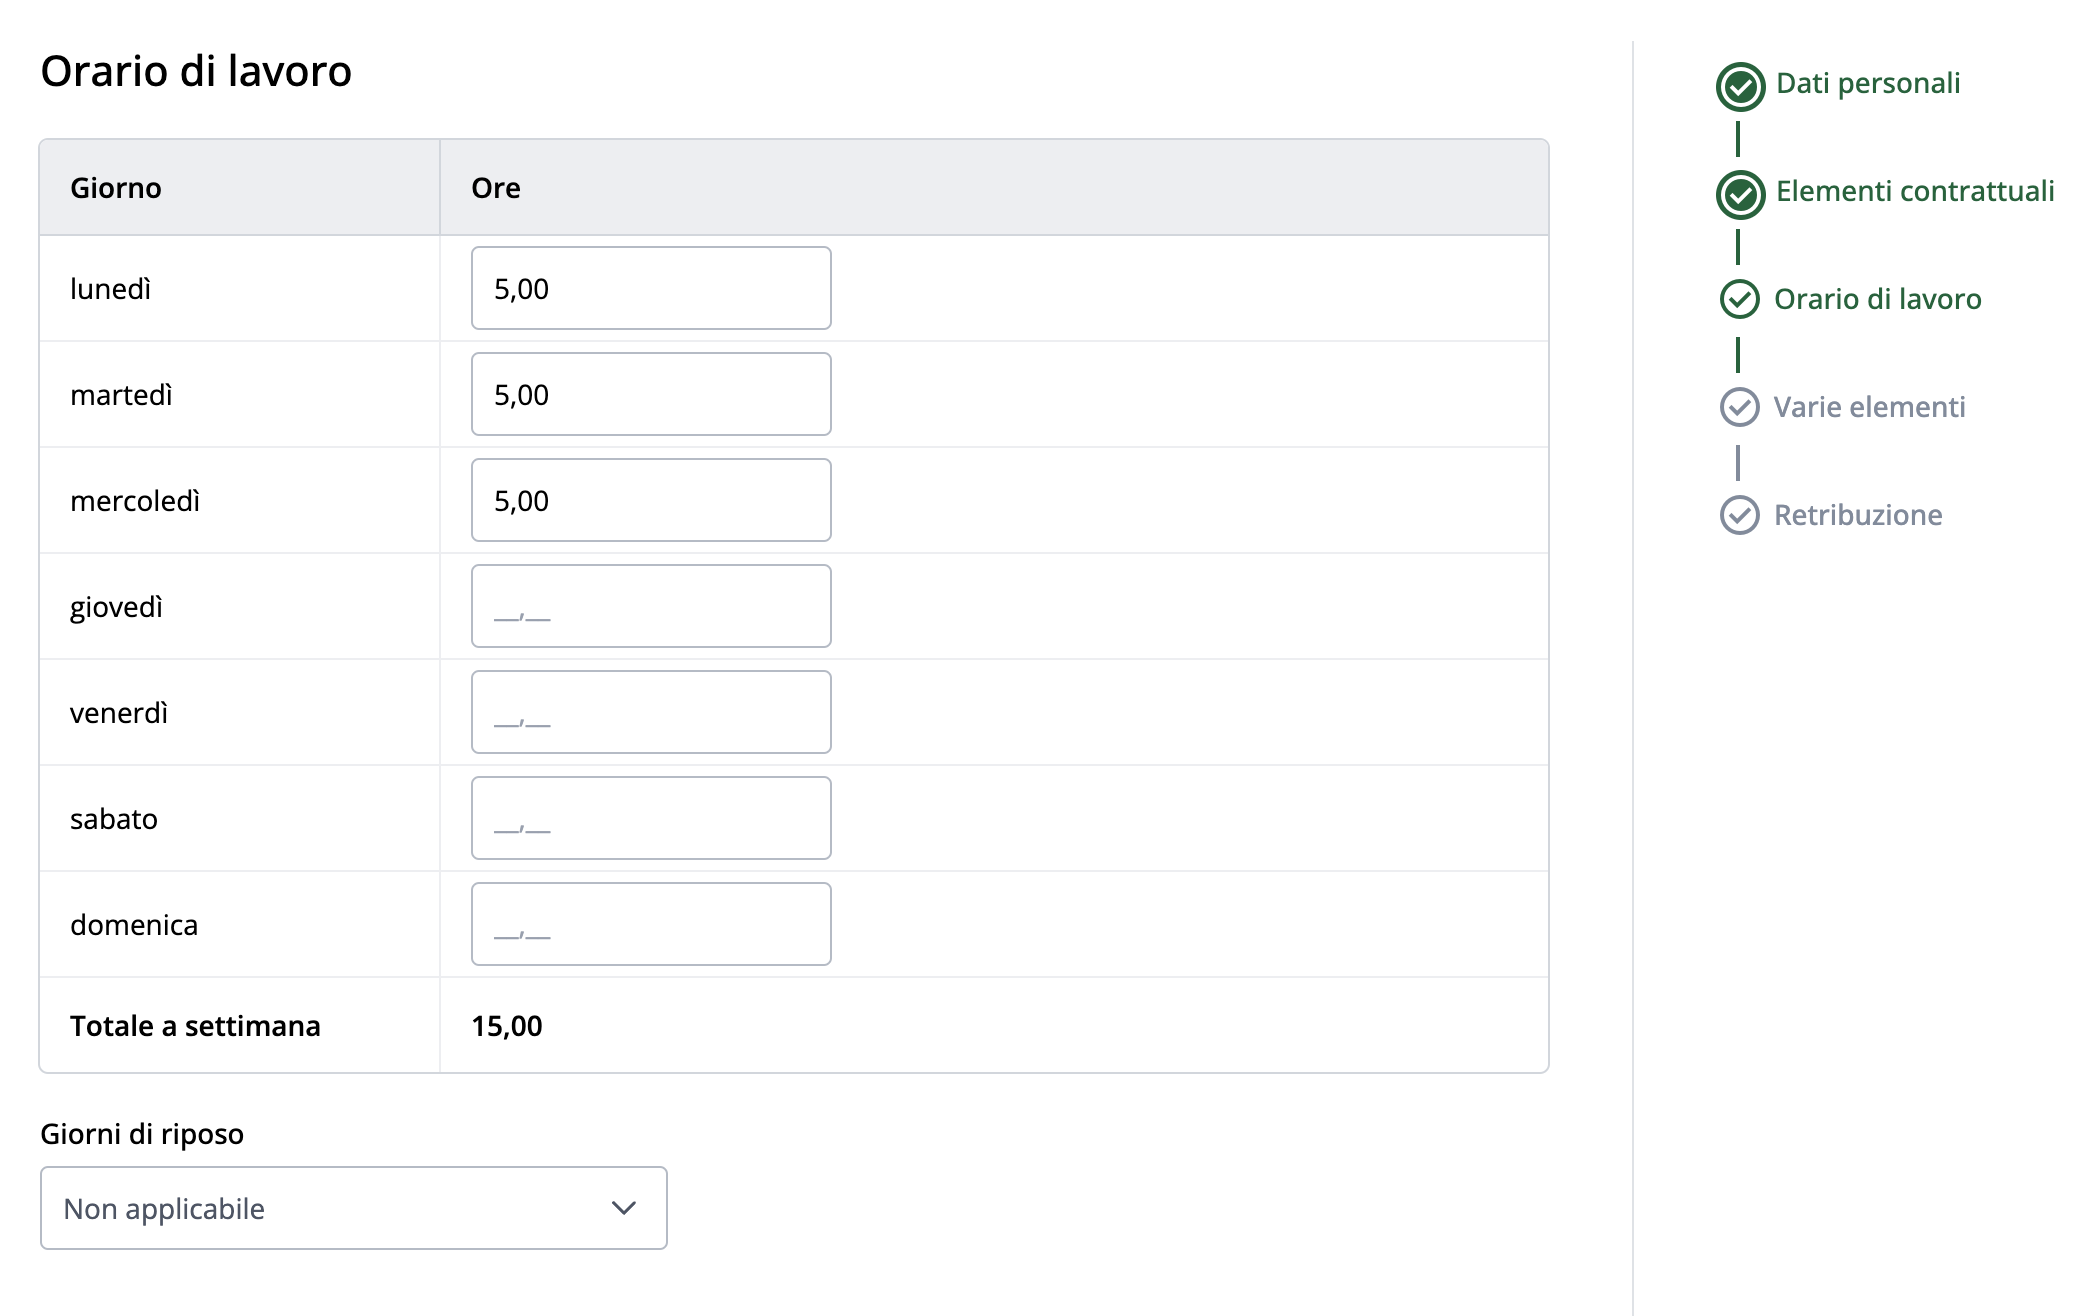 Orario di lavoro
Giorno Ore
lunedì 5,00
martedì 5,00
mercoledì 5,00
giovedì __,__
venerdì __,__
sabato __,__
domenica __,__
Totale a settimana 15,00
Giorni di riposo
Non applicabile
Dati personali
Elementi contrattuali
Orario di lavoro
Varie elementi
Retribuzione